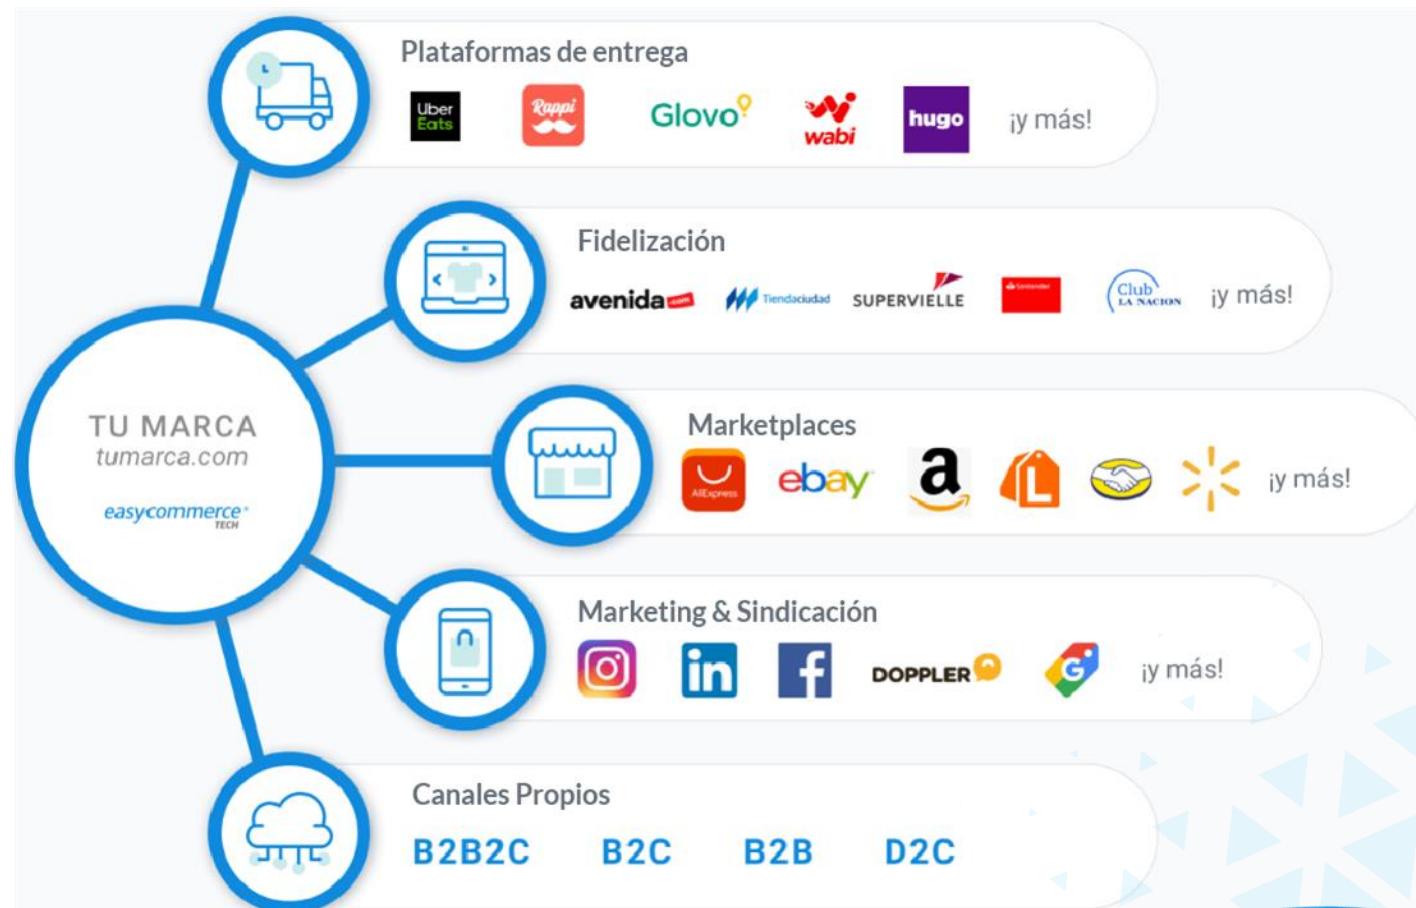 Plataformas de entrega
Uber
Eats
Rappi
Glovo
wabi
hugo
¡y más!
Fidelización
avenida.com
Tiendaciudad
SUPERVIELLE
Santander
Club
LA NACION
¡y más!
TU MARCA
tumarca.com
easycommerce
TECH
Marketplaces
AliExpress
ebay
a
L
¡y más!
Marketing & Sindicación
in
f
DOPPLER
G
¡y más!
Canales Propios
B2B2C B2C B2B D2C